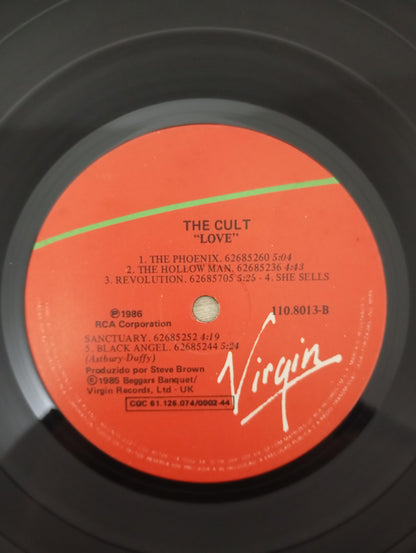 THE CULT
"LOVE"
1. THE PHOENIX. 62685260 5:04
2. THE HOLLOW MAN. 62685236 4:43
3. REVOLUTION. 62685705 5:25 - 4. SHE SELLS
℗1986
RCA Corporation
110.8013-B
SANCTUARY. 62685252 4:19
5. BLACK ANGEL. 62685244 5:24
(Astbury-Duffy)
Produzido por Steve Brown
©1985 Beggars Banquet/
Virgin Records, Ltd - UK
CGC 61.126.074/0002-44
Virgin